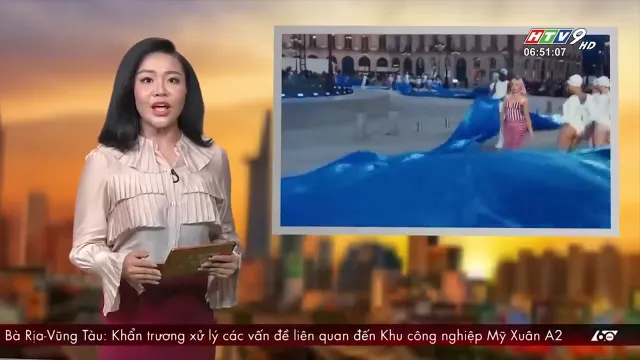 HTV9 HD
06:51:07
Bà Rịa-Vũng Tàu: Khẩn trương xử lý các vấn đề liên quan đến Khu công nghiệp Mỹ Xuân A2
60